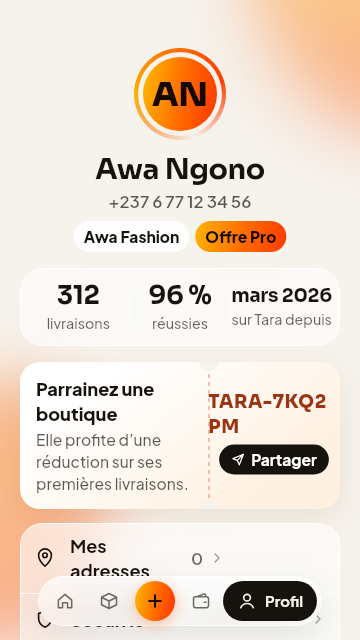 AN
Awa Ngono
+237 6 77 12 34 56
Awa Fashion
Offre Pro
312
livraisons
96 %
réussies
mars 2026
sur Tara depuis
Parrainez une
boutique
Elle profite d’une
réduction sur ses
premières livraisons.
TARA-7KQ2
PM
Partager
Mes
adresses
0
Profil